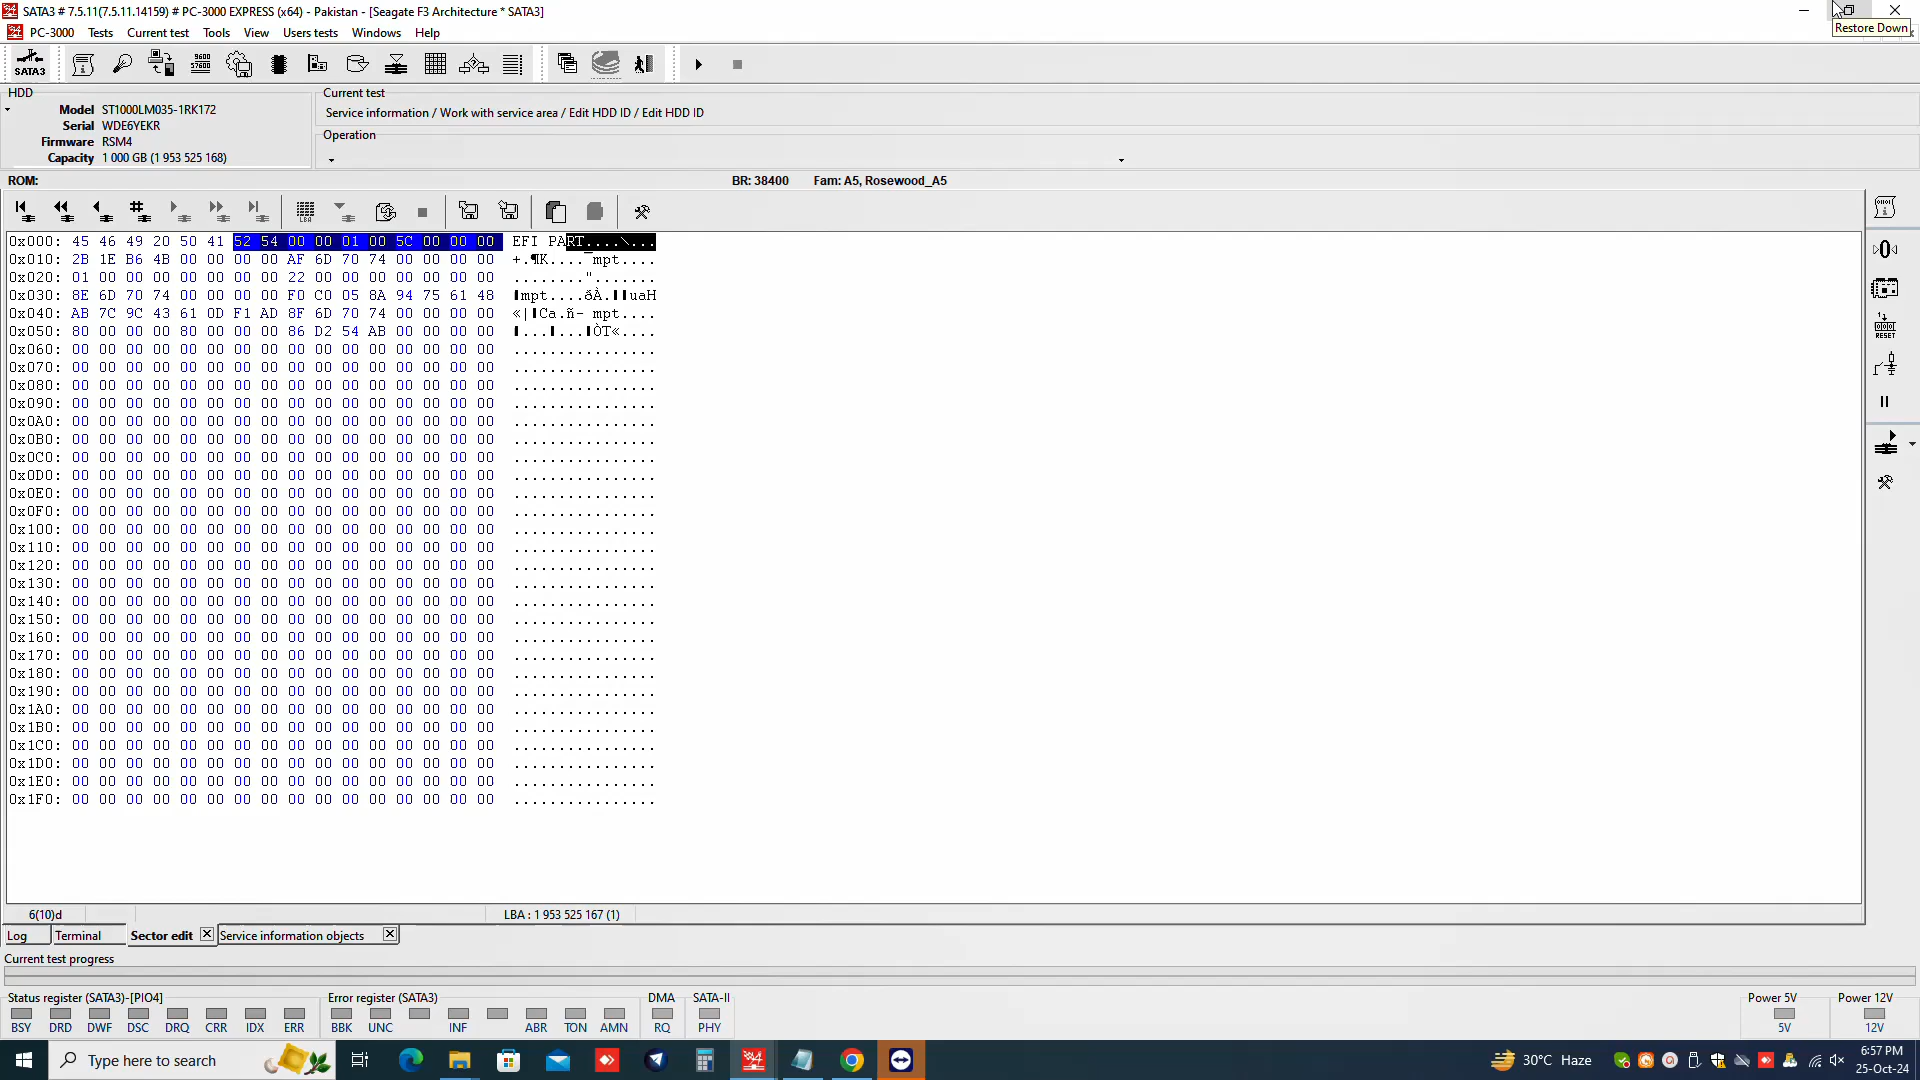 SATA3 # 7.5.11(7.5.11.14159) # PC-3000 EXPRESS (x64) - Pakistan - [Seagate F3 Architecture * SATA3]
Restore Down
PC-3000 Tests Current test Tools View Users tests Windows Help
SATA3
HDD
Model ST1000LM035-1RK172
Serial WDE6YEKR
Firmware RSM4
Capacity 1 000 GB (1 953 525 168)
Current test
Service information / Work with service area / Edit HDD ID / Edit HDD ID
Operation
ROM: BR: 38400 Fam: A5, Rosewood_A5
0x000: 45 46 49 20 50 41 52 54 00 00 01 00 5C 00 00 00 EFI PART....\...
0x010: 2B 1E B6 4B 00 00 00 00 AF 6D 70 74 00 00 00 00 +.¶K....¯mpt....
0x020: 01 00 00 00 00 00 00 00 22 00 00 00 00 00 00 00 ........".......
0x030: 8E 6D 70 74 00 00 00 00 F0 C0 05 8A 94 75 61 48 ▮mpt....ðÀ.▮▮uaH
0x040: AB 7C 9C 43 61 0D F1 AD 8F 6D 70 74 00 00 00 00 «|▮Ca.ñ- mpt....
0x050: 80 00 00 00 80 00 00 00 86 D2 54 AB 00 00 00 00 ▮...▮...▮ÒT«....
0x060: 00 00 00 00 00 00 00 00 00 00 00 00 00 00 00 00 ................
0x070: 00 00 00 00 00 00 00 00 00 00 00 00 00 00 00 00 ................
0x080: 00 00 00 00 00 00 00 00 00 00 00 00 00 00 00 00 ................
0x090: 00 00 00 00 00 00 00 00 00 00 00 00 00 00 00 00 ................
0x0A0: 00 00 00 00 00 00 00 00 00 00 00 00 00 00 00 00 ................
0x0B0: 00 00 00 00 00 00 00 00 00 00 00 00 00 00 00 00 ................
0x0C0: 00 00 00 00 00 00 00 00 00 00 00 00 00 00 00 00 ................
0x0D0: 00 00 00 00 00 00 00 00 00 00 00 00 00 00 00 00 ................
0x0E0: 00 00 00 00 00 00 00 00 00 00 00 00 00 00 00 00 ................
0x0F0: 00 00 00 00 00 00 00 00 00 00 00 00 00 00 00 00 ................
0x100: 00 00 00 00 00 00 00 00 00 00 00 00 00 00 00 00 ................
0x110: 00 00 00 00 00 00 00 00 00 00 00 00 00 00 00 00 ................
0x120: 00 00 00 00 00 00 00 00 00 00 00 00 00 00 00 00 ................
0x130: 00 00 00 00 00 00 00 00 00 00 00 00 00 00 00 00 ................
0x140: 00 00 00 00 00 00 00 00 00 00 00 00 00 00 00 00 ................
0x150: 00 00 00 00 00 00 00 00 00 00 00 00 00 00 00 00 ................
0x160: 00 00 00 00 00 00 00 00 00 00 00 00 00 00 00 00 ................
0x170: 00 00 00 00 00 00 00 00 00 00 00 00 00 00 00 00 ................
0x180: 00 00 00 00 00 00 00 00 00 00 00 00 00 00 00 00 ................
0x190: 00 00 00 00 00 00 00 00 00 00 00 00 00 00 00 00 ................
0x1A0: 00 00 00 00 00 00 00 00 00 00 00 00 00 00 00 00 ................
0x1B0: 00 00 00 00 00 00 00 00 00 00 00 00 00 00 00 00 ................
0x1C0: 00 00 00 00 00 00 00 00 00 00 00 00 00 00 00 00 ................
0x1D0: 00 00 00 00 00 00 00 00 00 00 00 00 00 00 00 00 ................
0x1E0: 00 00 00 00 00 00 00 00 00 00 00 00 00 00 00 00 ................
0x1F0: 00 00 00 00 00 00 00 00 00 00 00 00 00 00 00 00 ................
RESET
6(10)d LBA : 1 953 525 167 (1)
Log Terminal Sector edit Service information objects
Current test progress
Status register (SATA3)-[PIO4] Error register (SATA3) DMA SATA-II Power 5V Power 12V
BSY DRD DWF DSC DRQ CRR IDX ERR BBK UNC INF ABR TON AMN RQ PHY 5V 12V
Type here to search
30°C Haze
6:57 PM
25-Oct-24